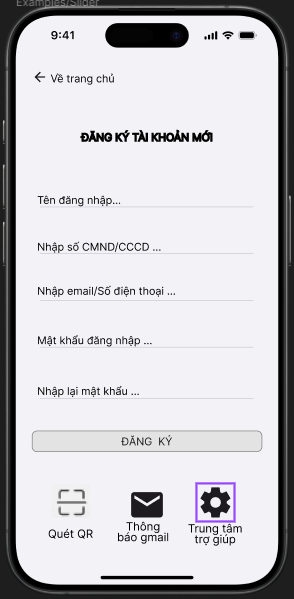 Examples/Slider
9:41
Về trang chủ
ĐĂNG KÝ TÀI KHOẢN MỚI
Tên đăng nhập...
Nhập số CMND/CCCD ...
Nhập email/Số điện thoại ...
Mật khẩu đăng nhập ...
Nhập lại mật khẩu ...
ĐĂNG KÝ
Quét QR
Thông
báo gmail
Trung tâm
trợ giúp